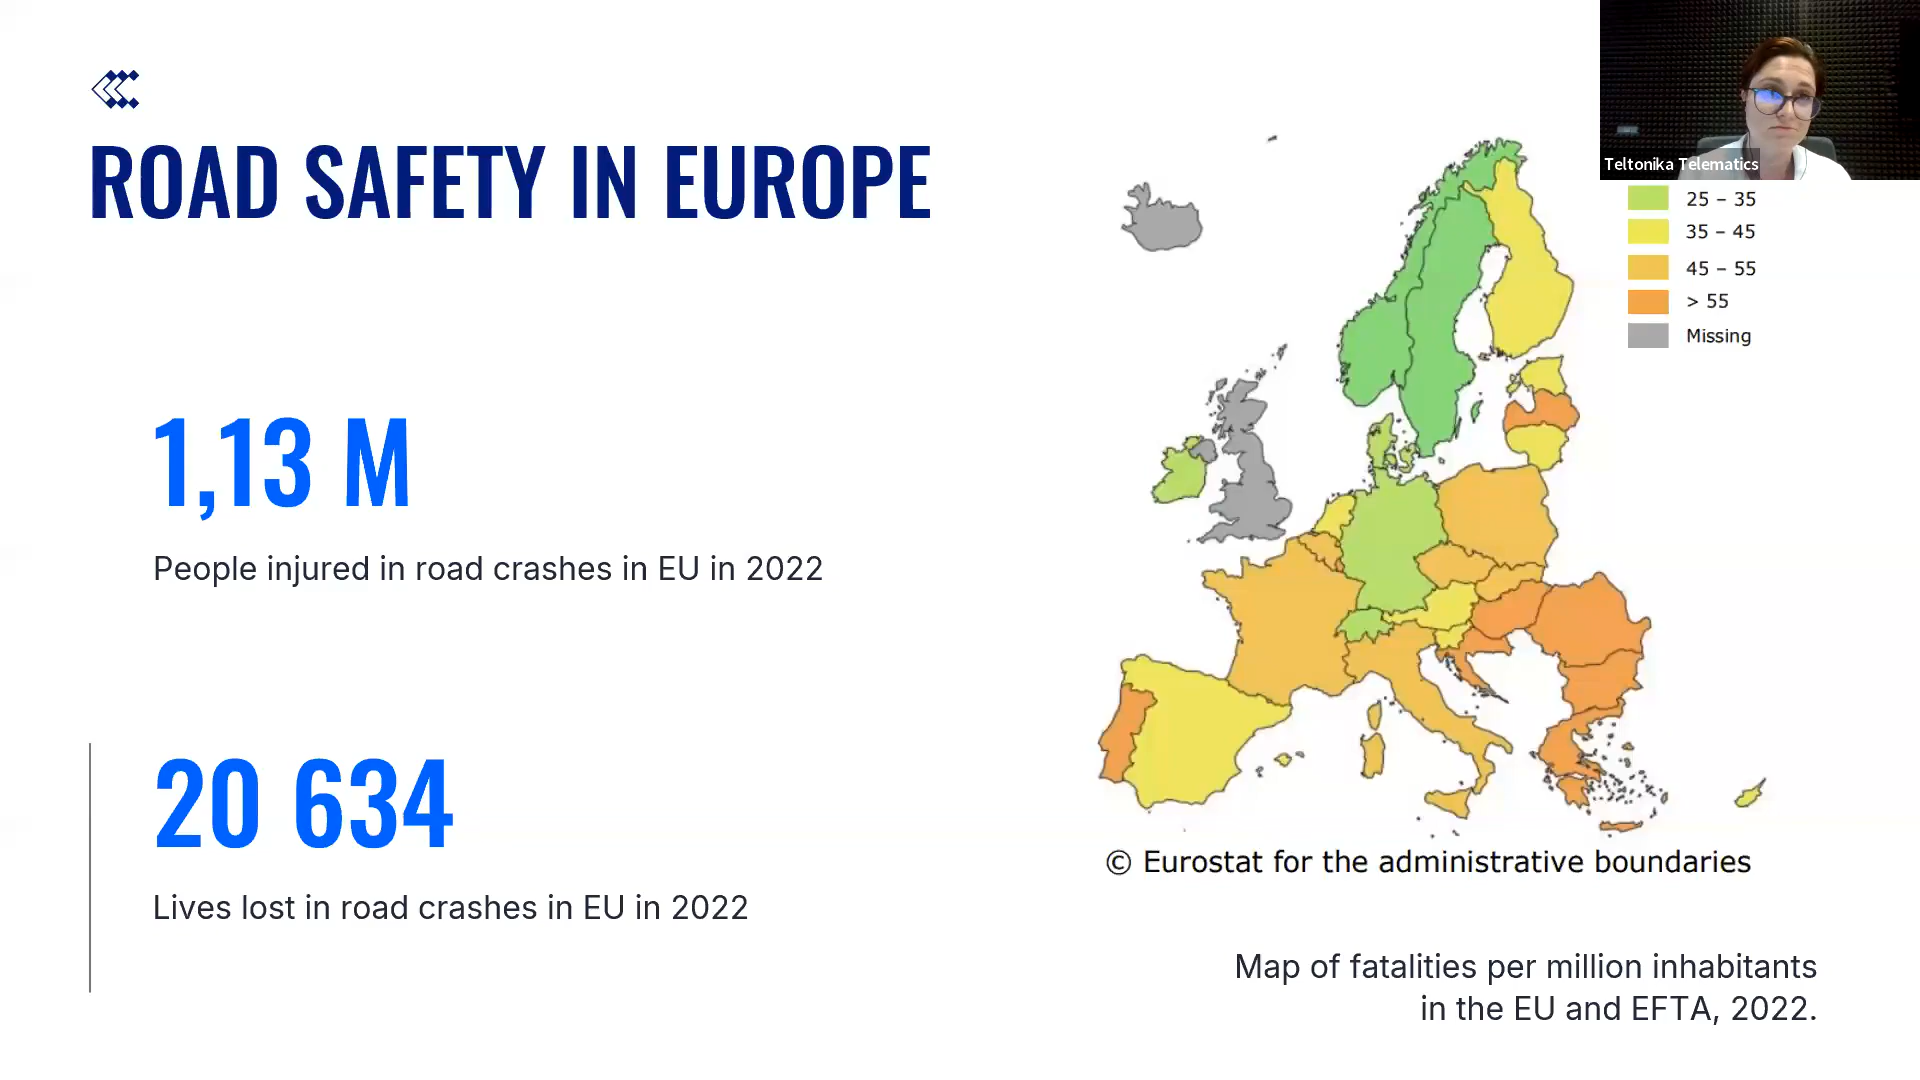 ROAD SAFETY IN EUROPE
Teltonika Telematics
25 – 35
35 – 45
45 – 55
> 55
Missing
1,13 M
People injured in road crashes in EU in 2022
20 634
Lives lost in road crashes in EU in 2022
© Eurostat for the administrative boundaries
Map of fatalities per million inhabitants
in the EU and EFTA, 2022.